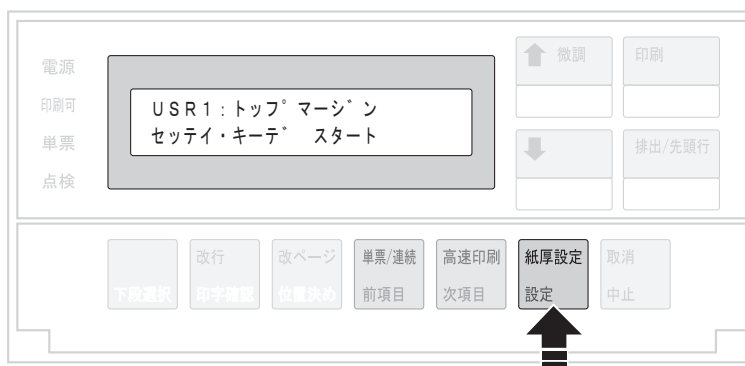 電源
印刷可
単票
点検
USR1:トップマージン
セッテイ・キーデ スタート
微調
印刷
排出/先頭行
下段選択
改行
印字確認
改ページ
位置決め
単票/連続
前項目
高速印刷
次項目
紙厚設定
設定
取消
中止